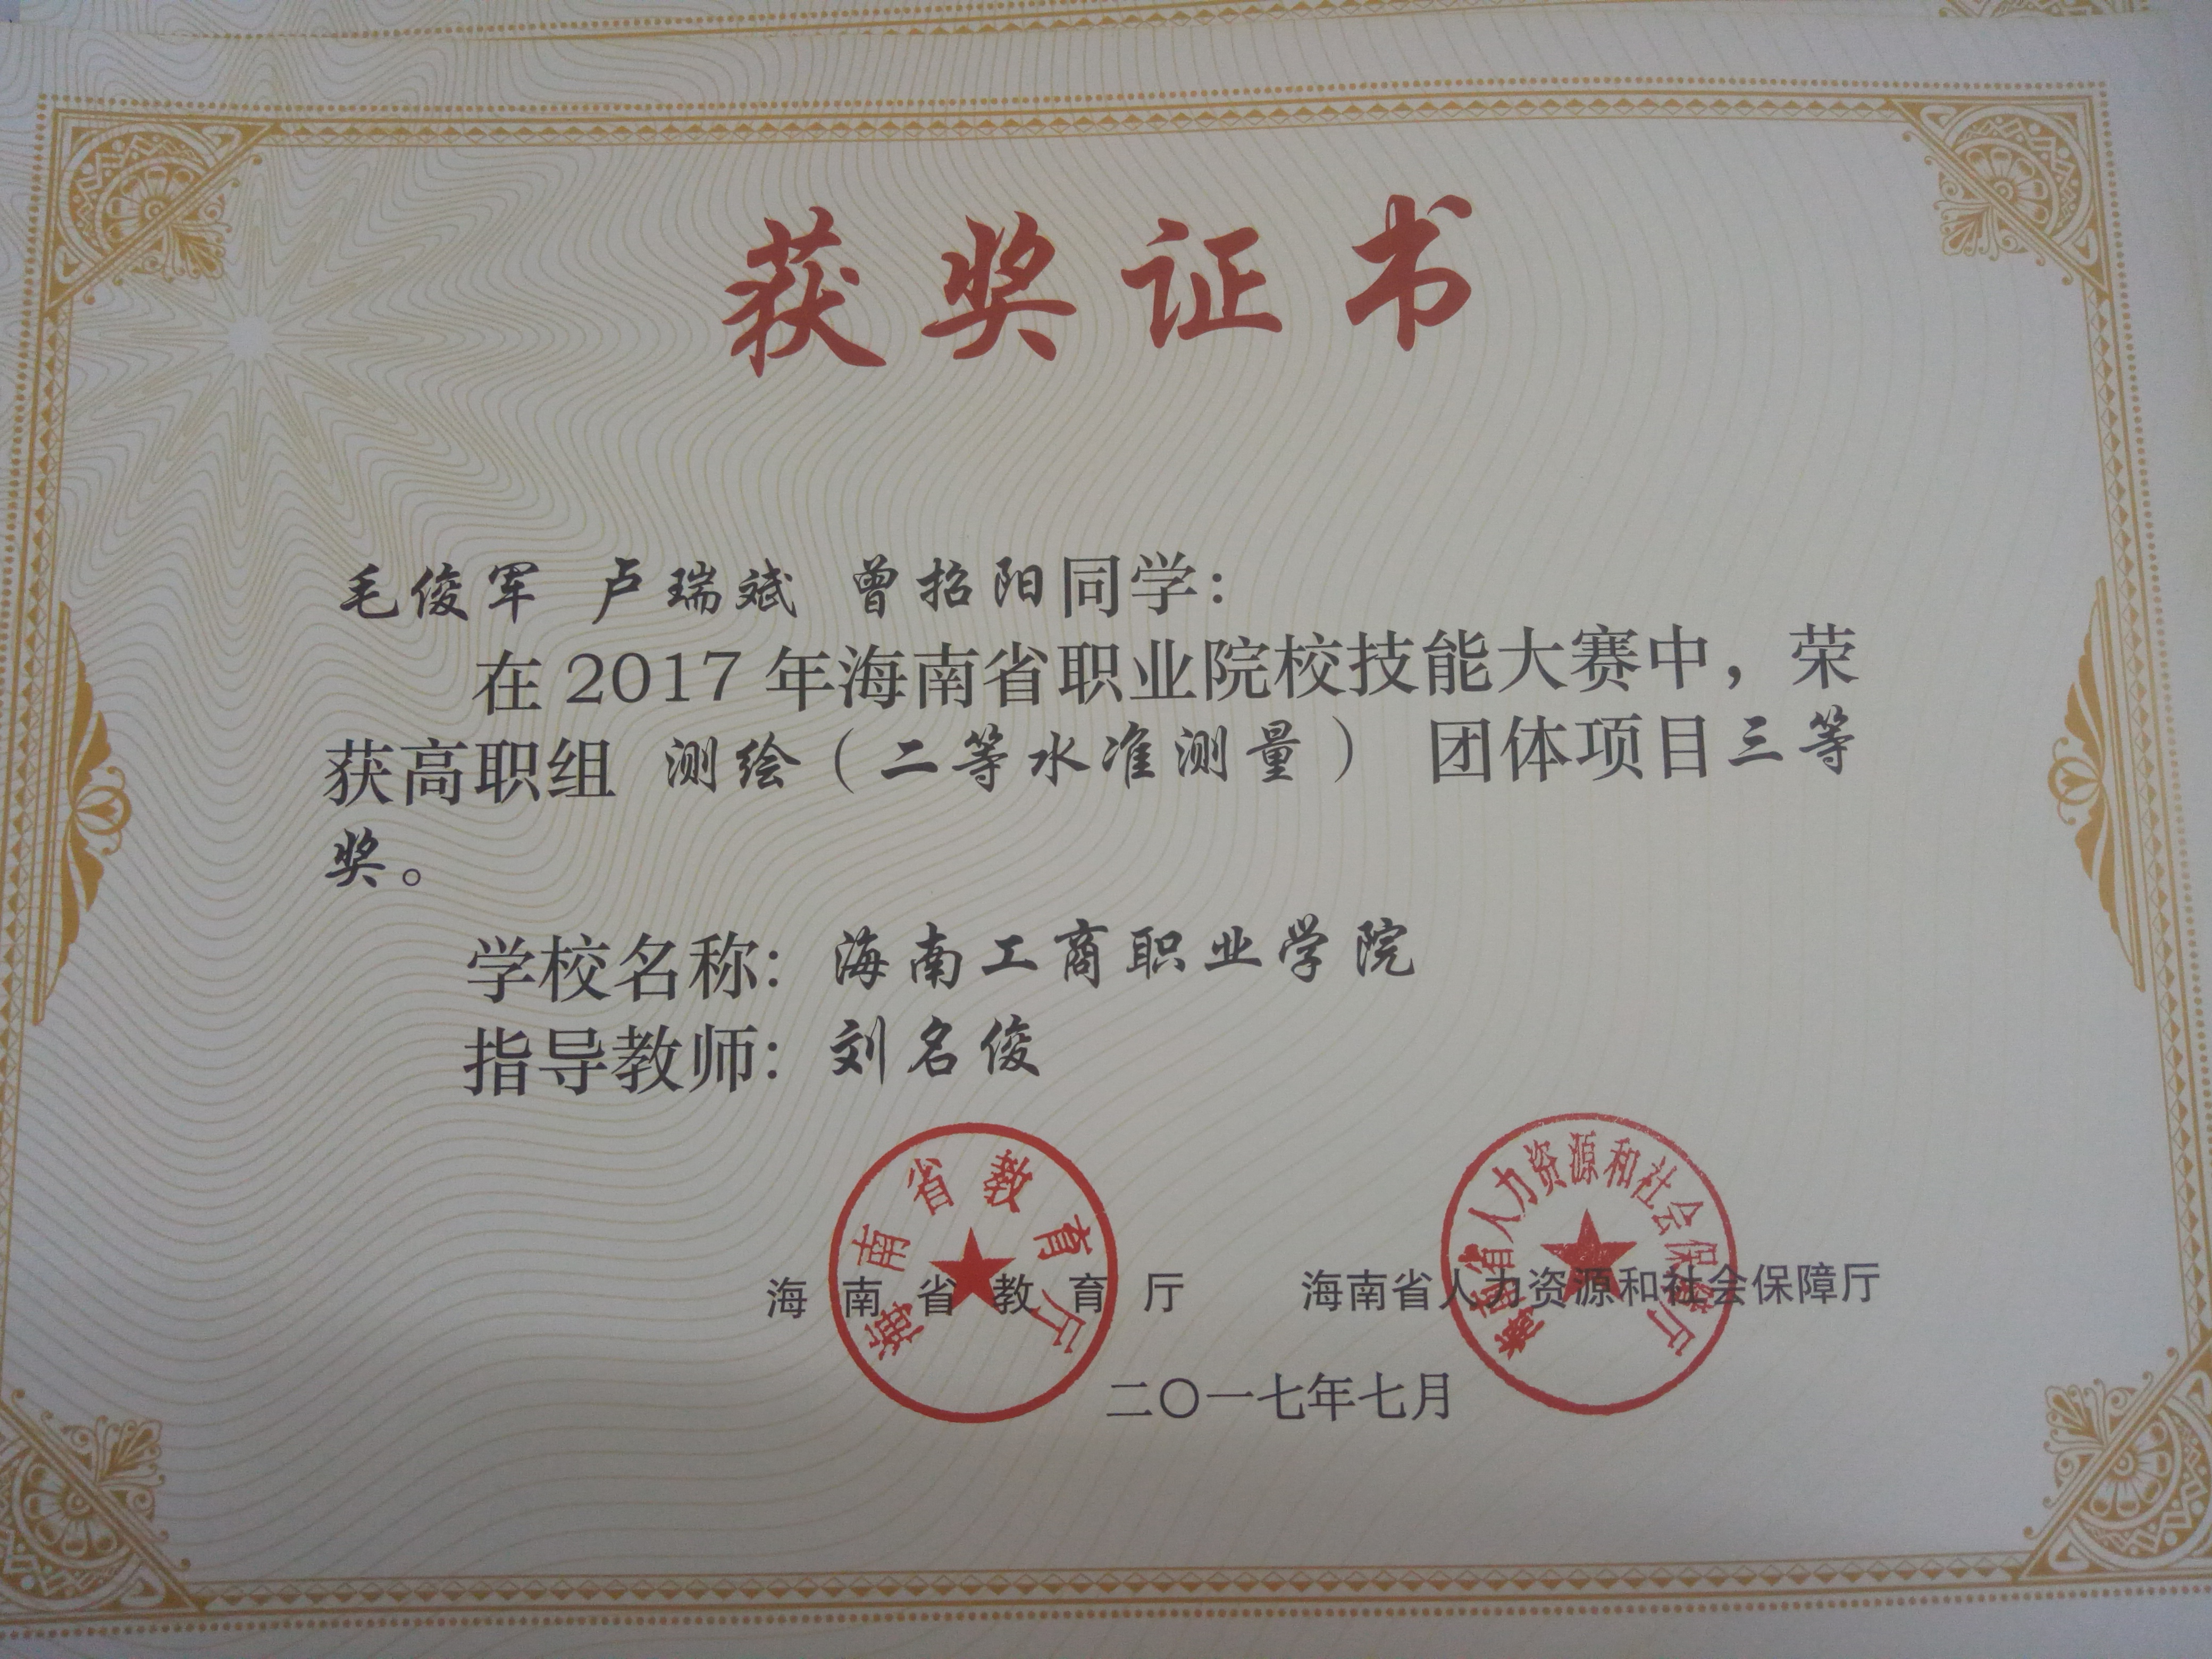 获奖证书
毛俊军 卢瑞斌 曾招阳同学：
在 2017 年海南省职业院校技能大赛中，荣
获高职组 测绘（二等水准测量） 团体项目三等
奖。
学校名称：海南工商职业学院
指导教师：刘名俊
海南省教育厅
海南省人力资源和社会保障厅
海南省教育厅 海南省人力资源和社会保障厅
二〇一七年七月